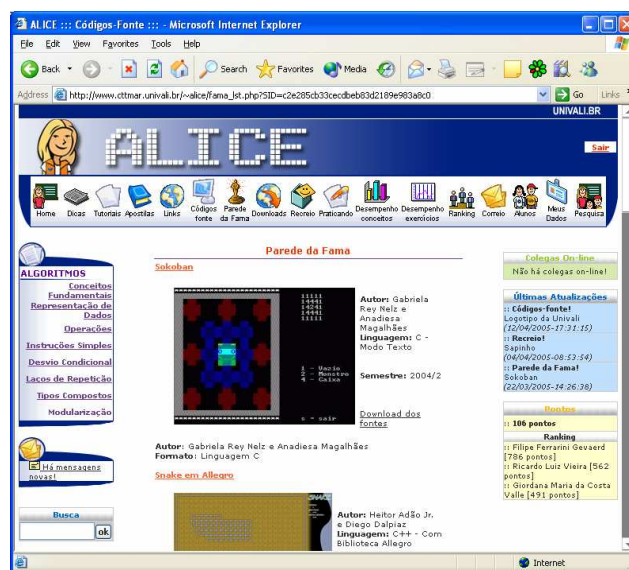 ALICE ::: Códigos-Fonte ::: - Microsoft Internet Explorer
File Edit View Favorites Tools Help
Back Search Favorites Media
Address http://www.cttmar.univali.br/~alice/fama_lst.php?SID=c2e285cb33cecdbeb83d2189e983a8c0 Go Links
UNIVALI.BR
ALICE
Sair
Home Dicas Tutoriais Apostilas Links Códigos fonte Parede da Fama Downloads Recreio Praticando Desempenho conceitos Desempenho exercícios Ranking Correio Alunos Meus Dados Pesquisa
ALGORITMOS
Conceitos
Fundamentais
Representação de
Dados
Operações
Instruções Simples
Desvio Condicional
Laços de Repetição
Tipos Compostos
Modularização
Há mensagens
novas!
Busca
ok
Parede da Fama
Sokoban
11111
14441
14241
14441
11111
1 - Vazio
2 - Monstro
4 - Caixa
s - sair
Autor: Gabriela
Rey Nelz e
Anadiesa
Magalhães
Linguagem: C -
Modo Texto
Semestre: 2004/2
Download dos
fontes
Autor: Gabriela Rey Nelz e Anadiesa Magalhães
Formato: Linguagem C
Snake em Allegro
SNAKE
Autor: Heitor Adão Jr.
e Diego Dalpiaz
Linguagem: C++ - Com
Biblioteca Allegro
Colegas On-line
Não há colegas on-line!
Últimas Atualizações
:: Códigos-fonte!
Logotipo da Univali
(12/04/2005-17:31:15)
:: Recreio!
Sapinho
(04/04/2005-08:53:54)
:: Parede da Fama!
Sokoban
(22/03/2005-14:26:38)
Pontos
:: 106 pontos
Ranking
:: Filipe Ferrarini Gevaerd
[786 pontos]
:: Ricardo Luiz Vieira [562
pontos]
:: Giordana Maria da Costa
Valle [491 pontos]
Internet